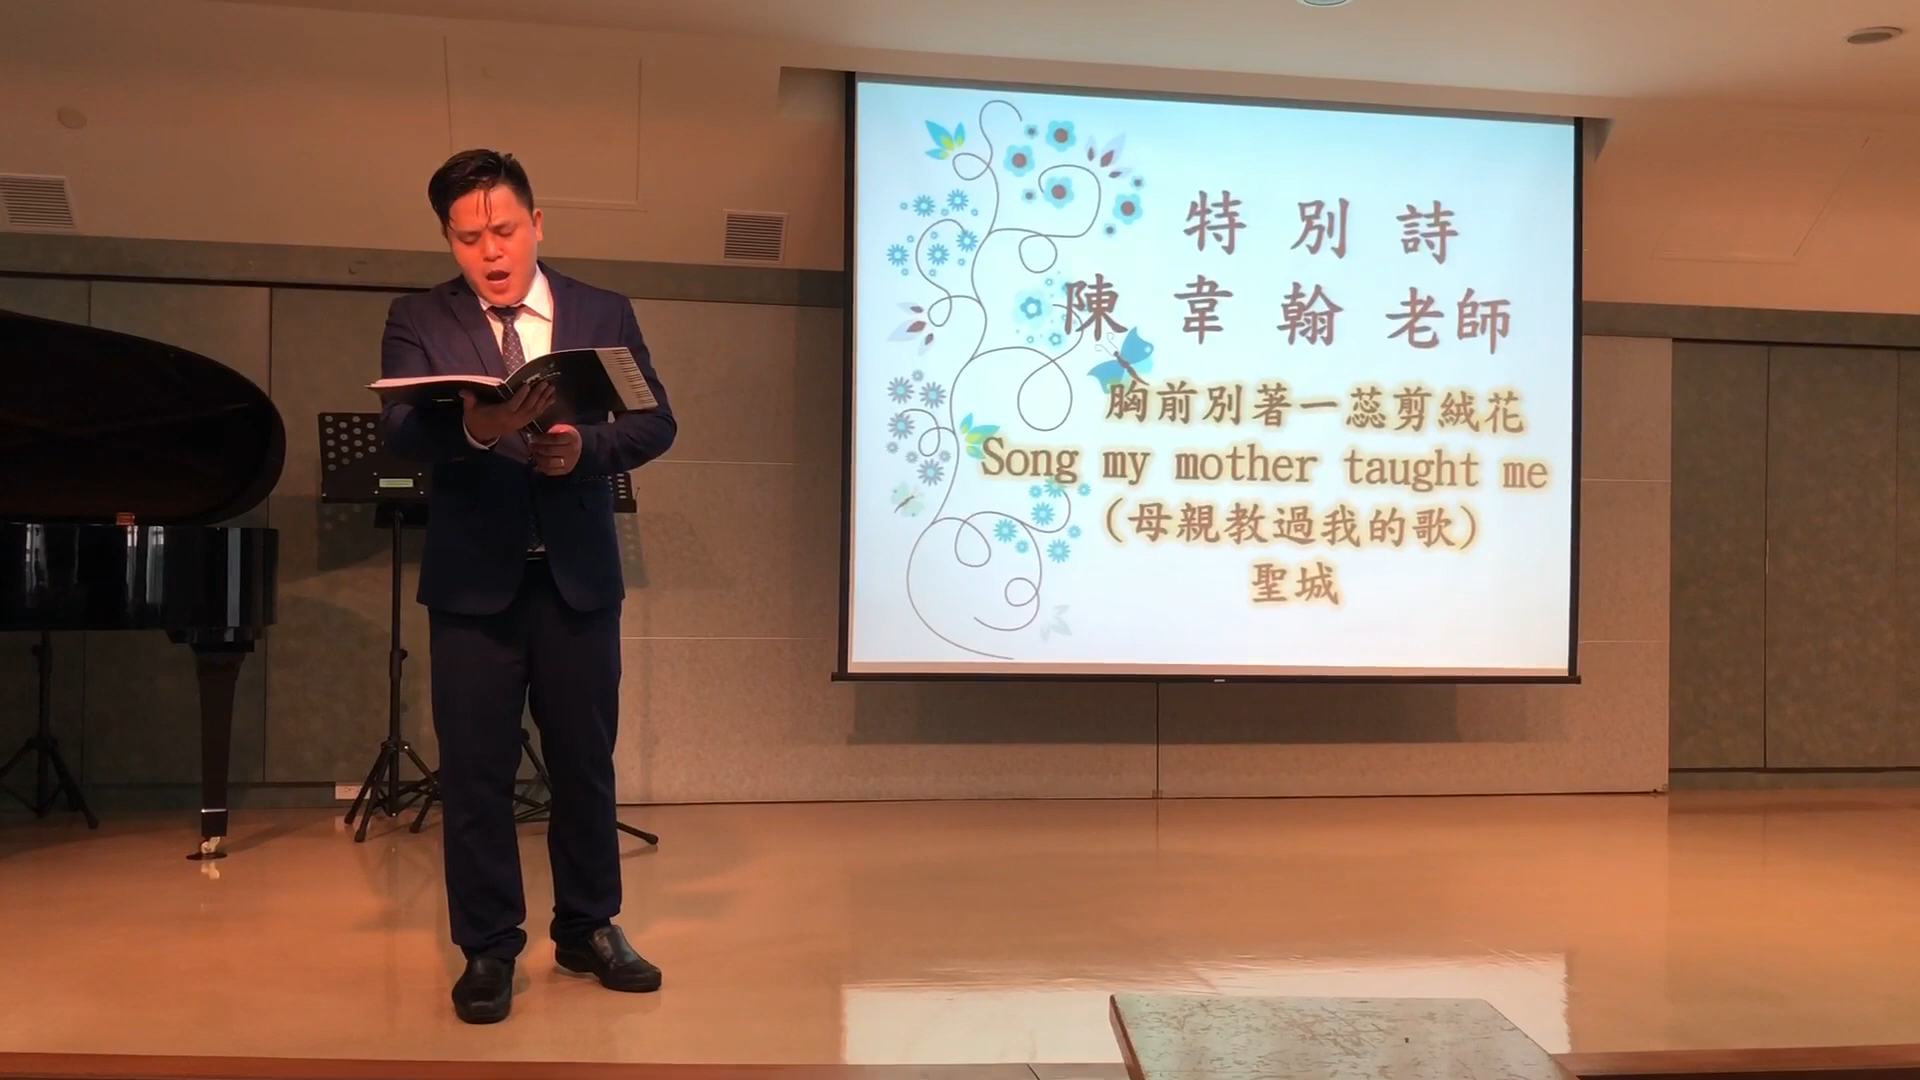 特別詩
陳韋翰老師
胸前別著一蕊剪絨花
Song my mother taught me
(母親教過我的歌)
聖城